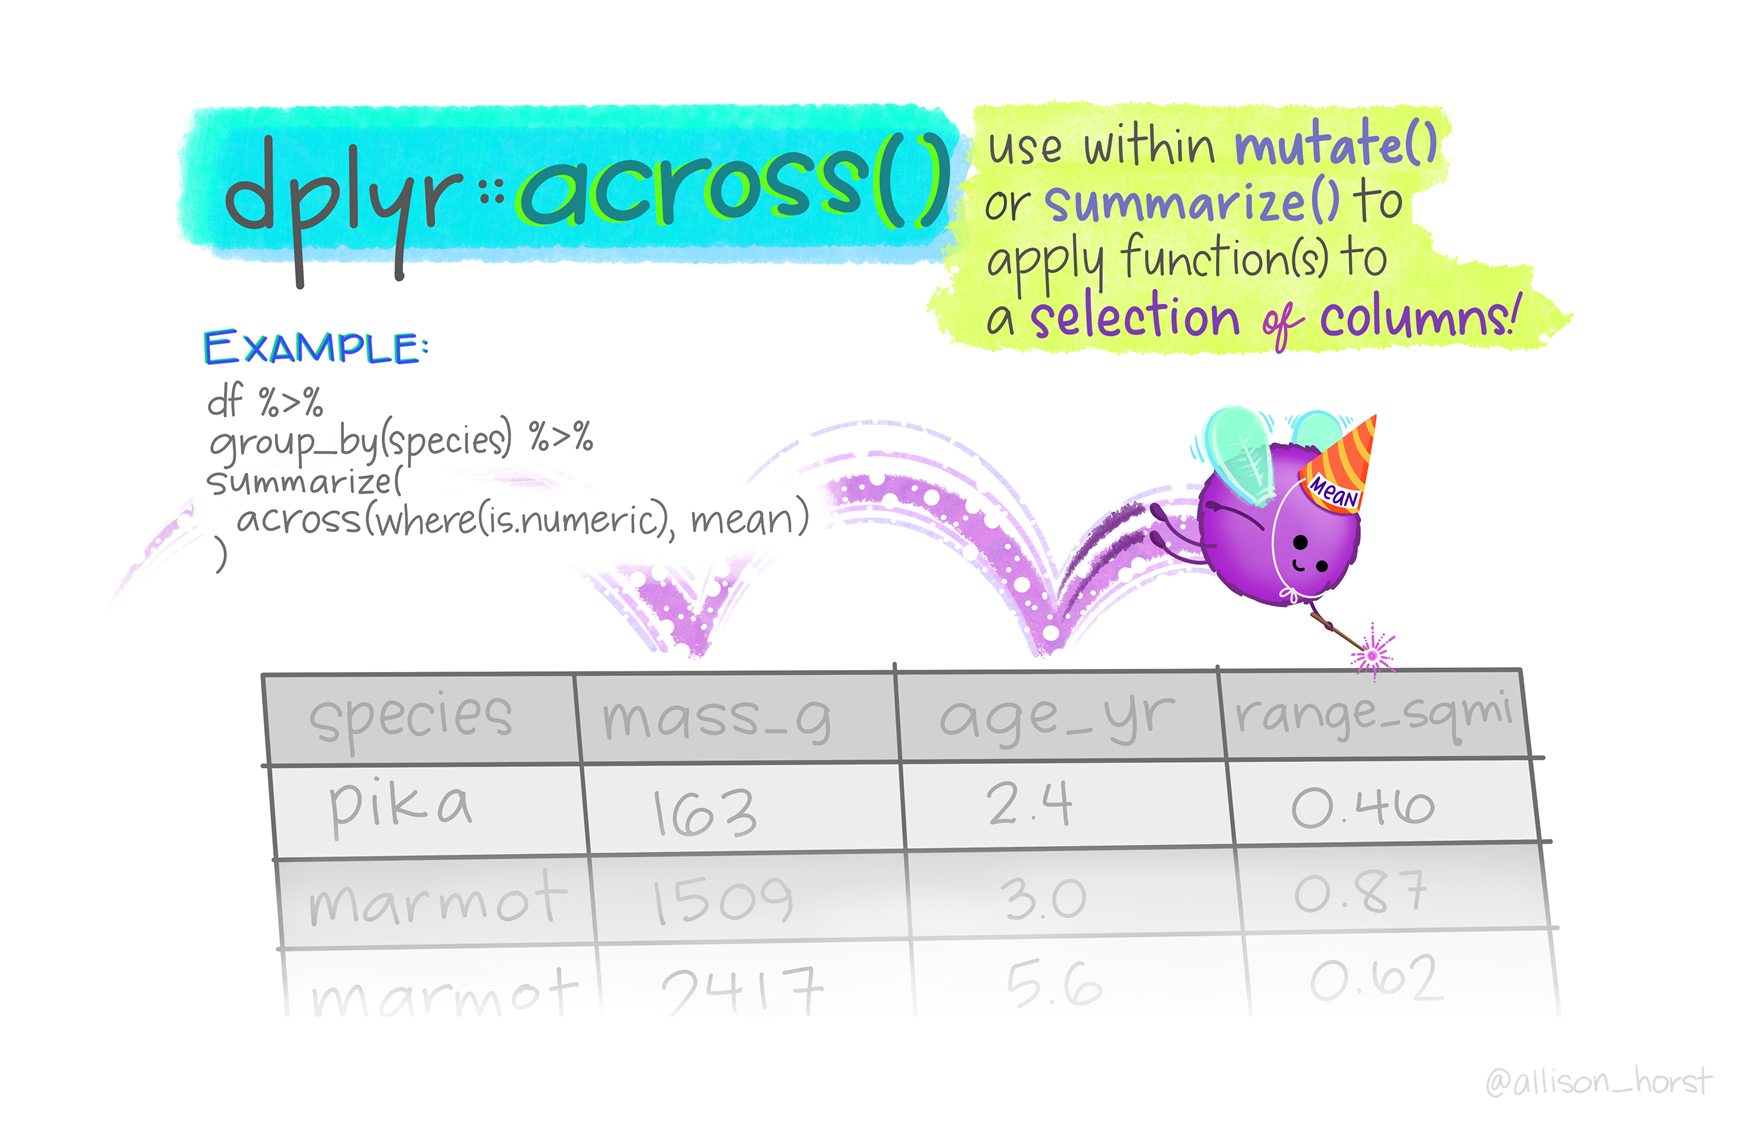 dplyr::across()
use within mutate()
or summarize() to
apply function(s) to
a selection of columns!
EXAMPLE:
df %>%
group_by(species) %>%
summarize(
across(where(is.numeric), mean)
)
MEAN
species mass_g age_yr range_sqmi
pika 163 2.4 0.46
marmot 1509 3.0 0.87
marmot 2417 5.6 0.62
@allison_horst